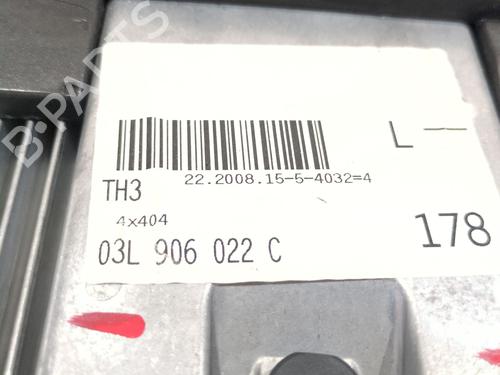 B-PARTS
L—
22.2008.15-5-4032=4
TH3
4x404
178
03L 906 022 C